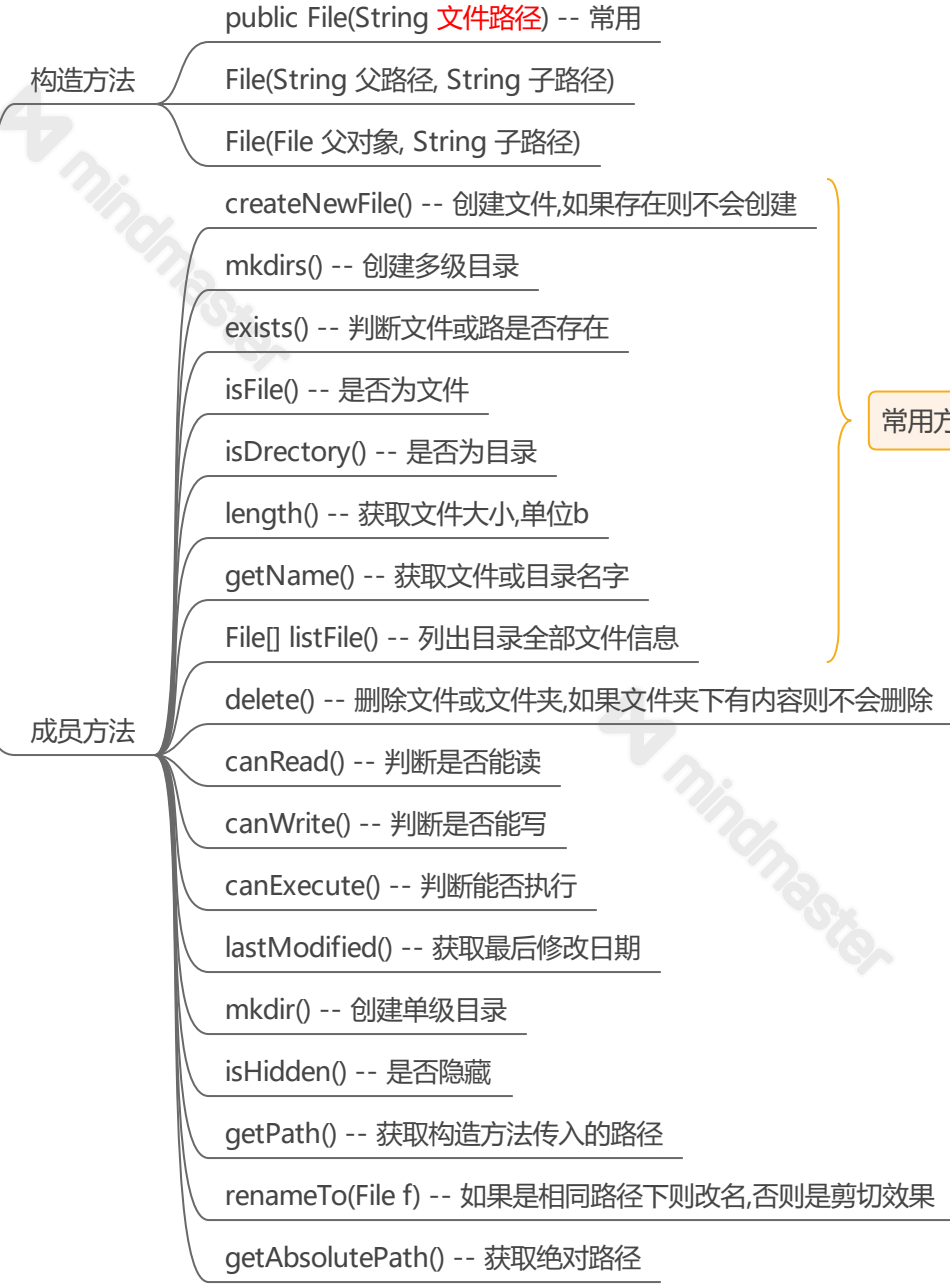 public File(String 文件路径) -- 常用
构造方法
File(String 父路径, String 子路径)
File(File 父对象, String 子路径)
createNewFile() -- 创建文件,如果存在则不会创建
mkdirs() -- 创建多级目录
exists() -- 判断文件或路是否存在
isFile() -- 是否为文件
常用方
isDrectory() -- 是否为目录
length() -- 获取文件大小,单位b
getName() -- 获取文件或目录名字
File[] listFile() -- 列出目录全部文件信息
delete() -- 删除文件或文件夹,如果文件夹下有内容则不会删除
成员方法
canRead() -- 判断是否能读
canWrite() -- 判断是否能写
canExecute() -- 判断能否执行
lastModified() -- 获取最后修改日期
mkdir() -- 创建单级目录
isHidden() -- 是否隐藏
getPath() -- 获取构造方法传入的路径
renameTo(File f) -- 如果是相同路径下则改名,否则是剪切效果
getAbsolutePath() -- 获取绝对路径
mindmaster
mindmaster